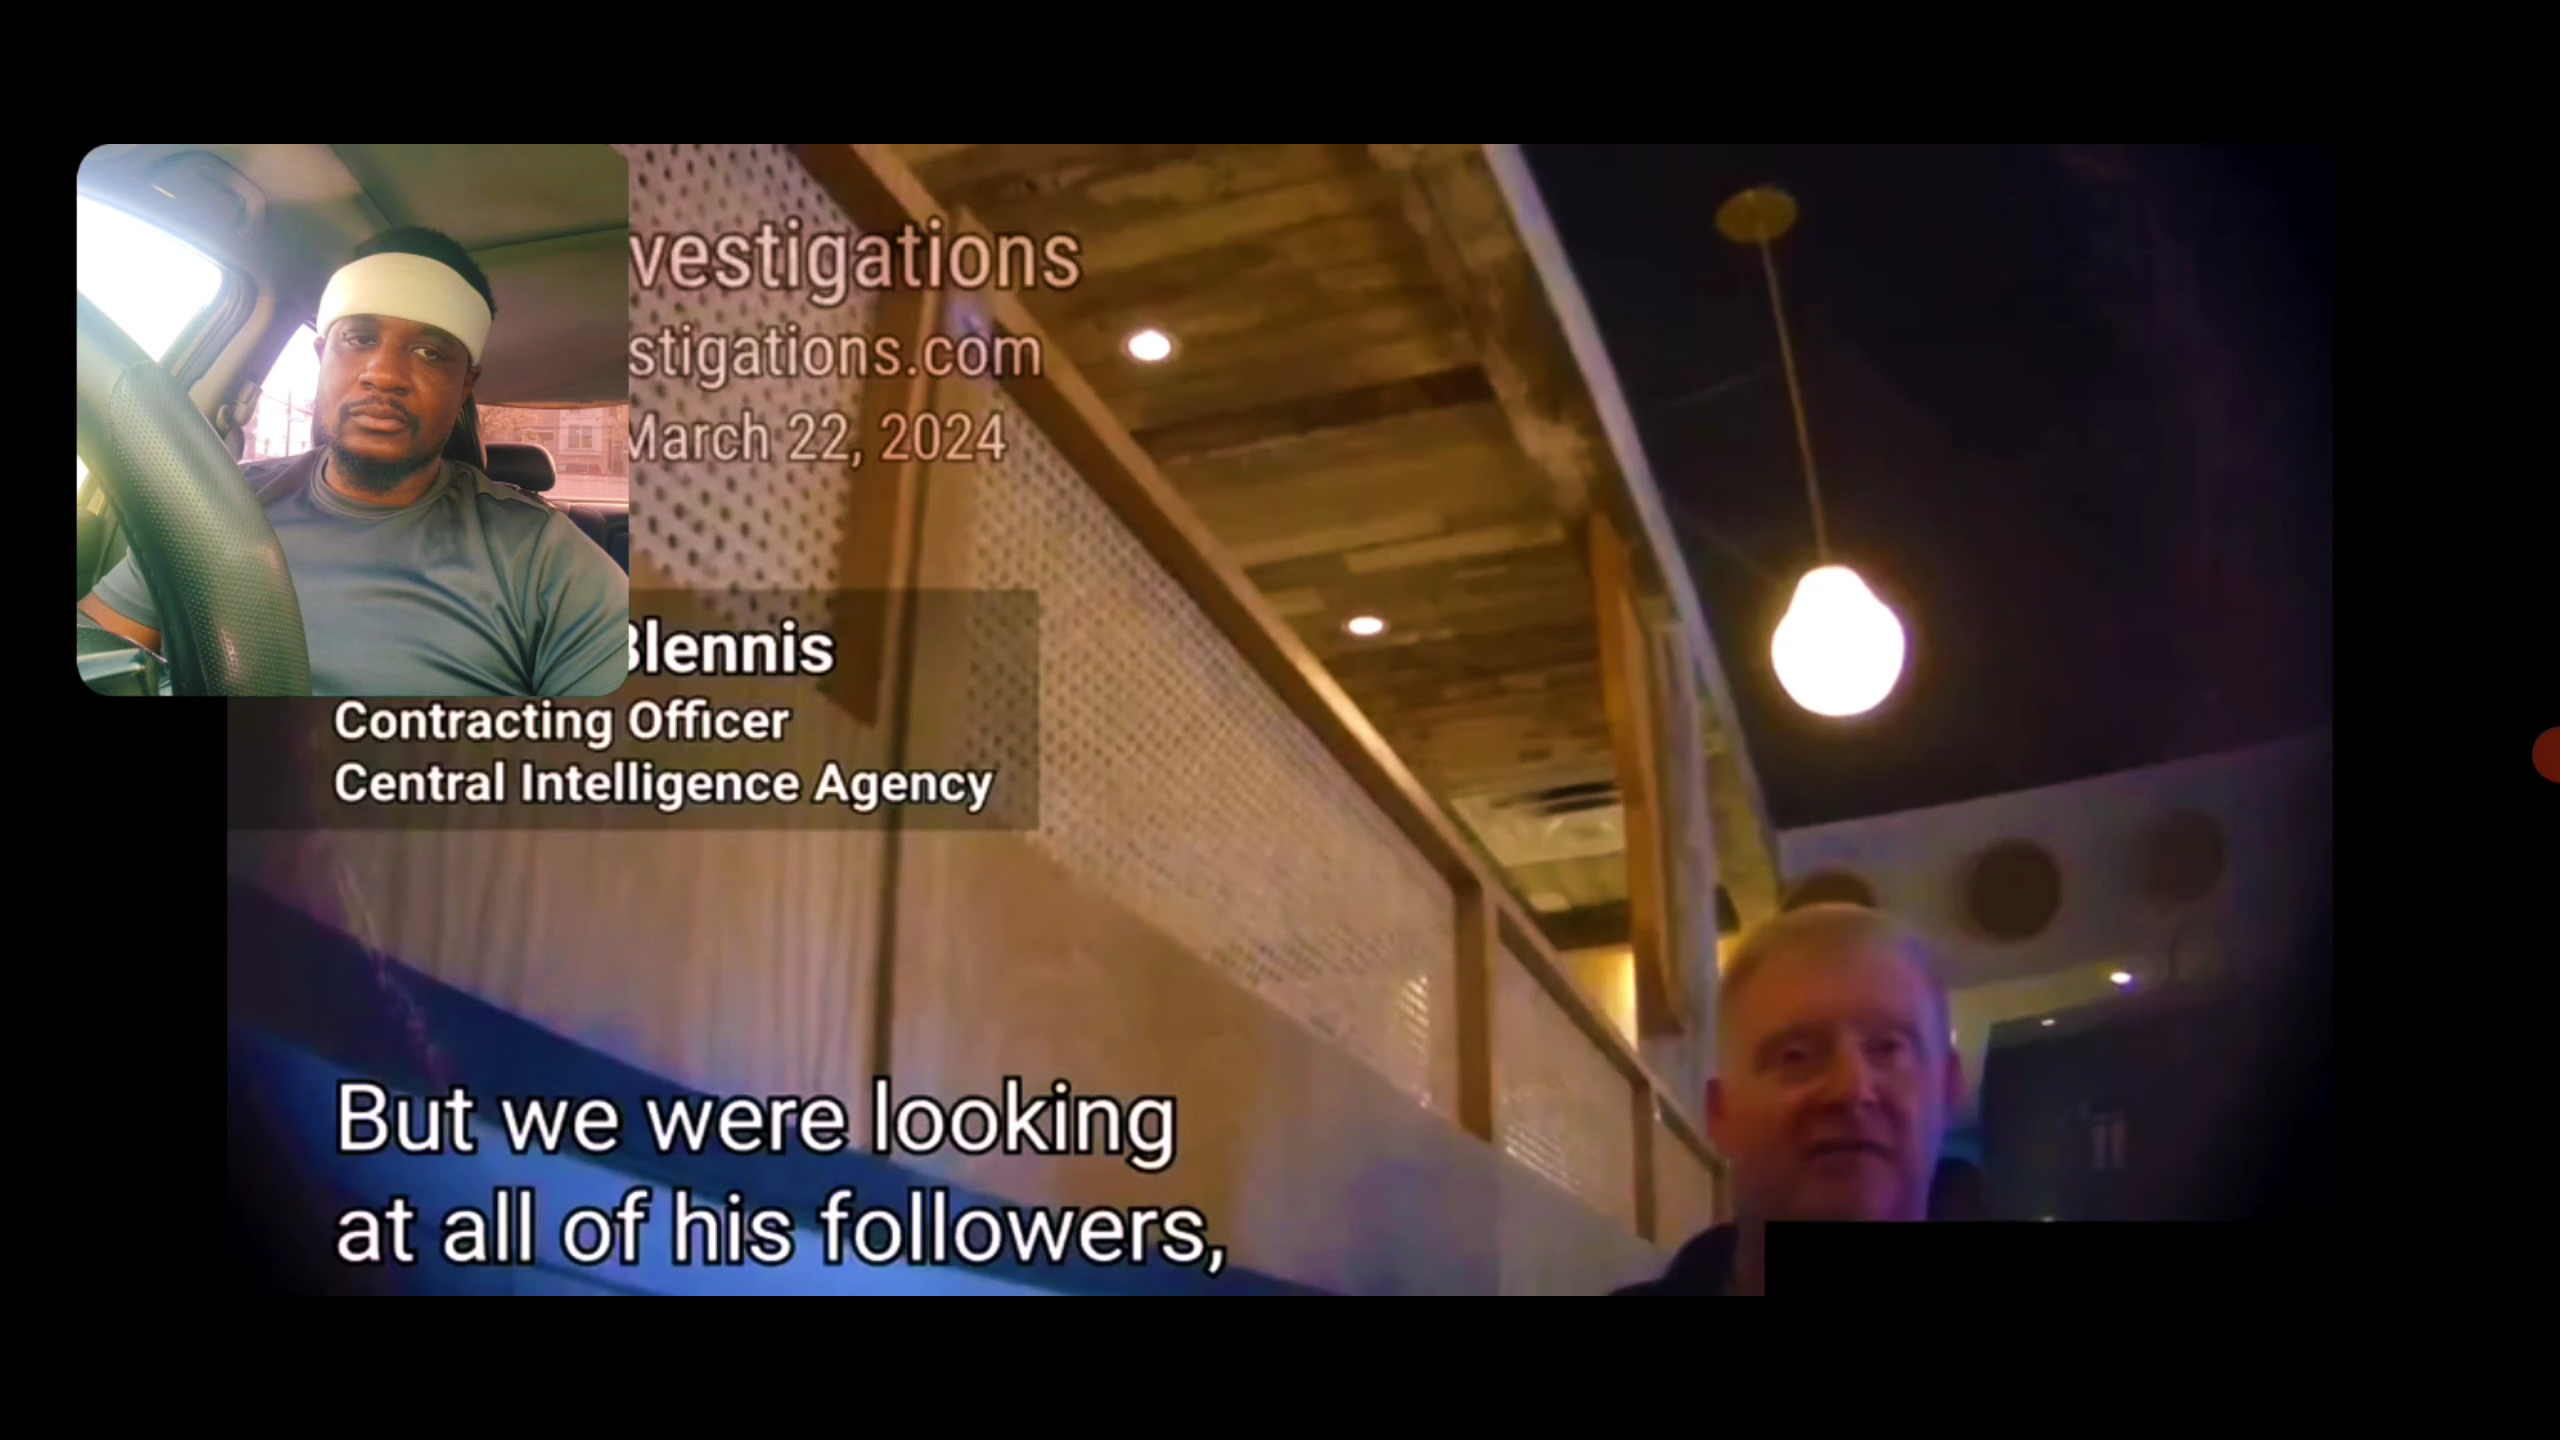 vestigations
stigations.com
March 22, 2024
Blennis
Contracting Officer
Central Intelligence Agency
But we were looking
at all of his followers,